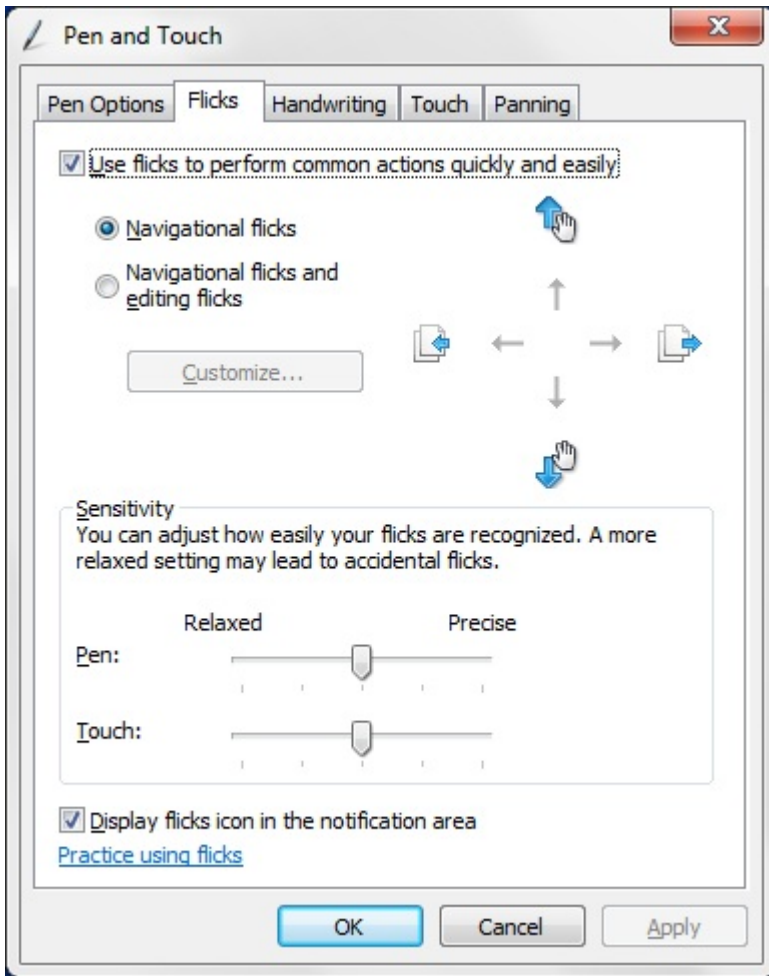 Pen and Touch
Pen Options Flicks Handwriting Touch Panning
Use flicks to perform common actions quickly and easily
Navigational flicks
Navigational flicks and
editing flicks
Customize...
Sensitivity
You can adjust how easily your flicks are recognized. A more
relaxed setting may lead to accidental flicks.
Relaxed Precise
Pen:
Touch:
Display flicks icon in the notification area
Practice using flicks
OK Cancel Apply